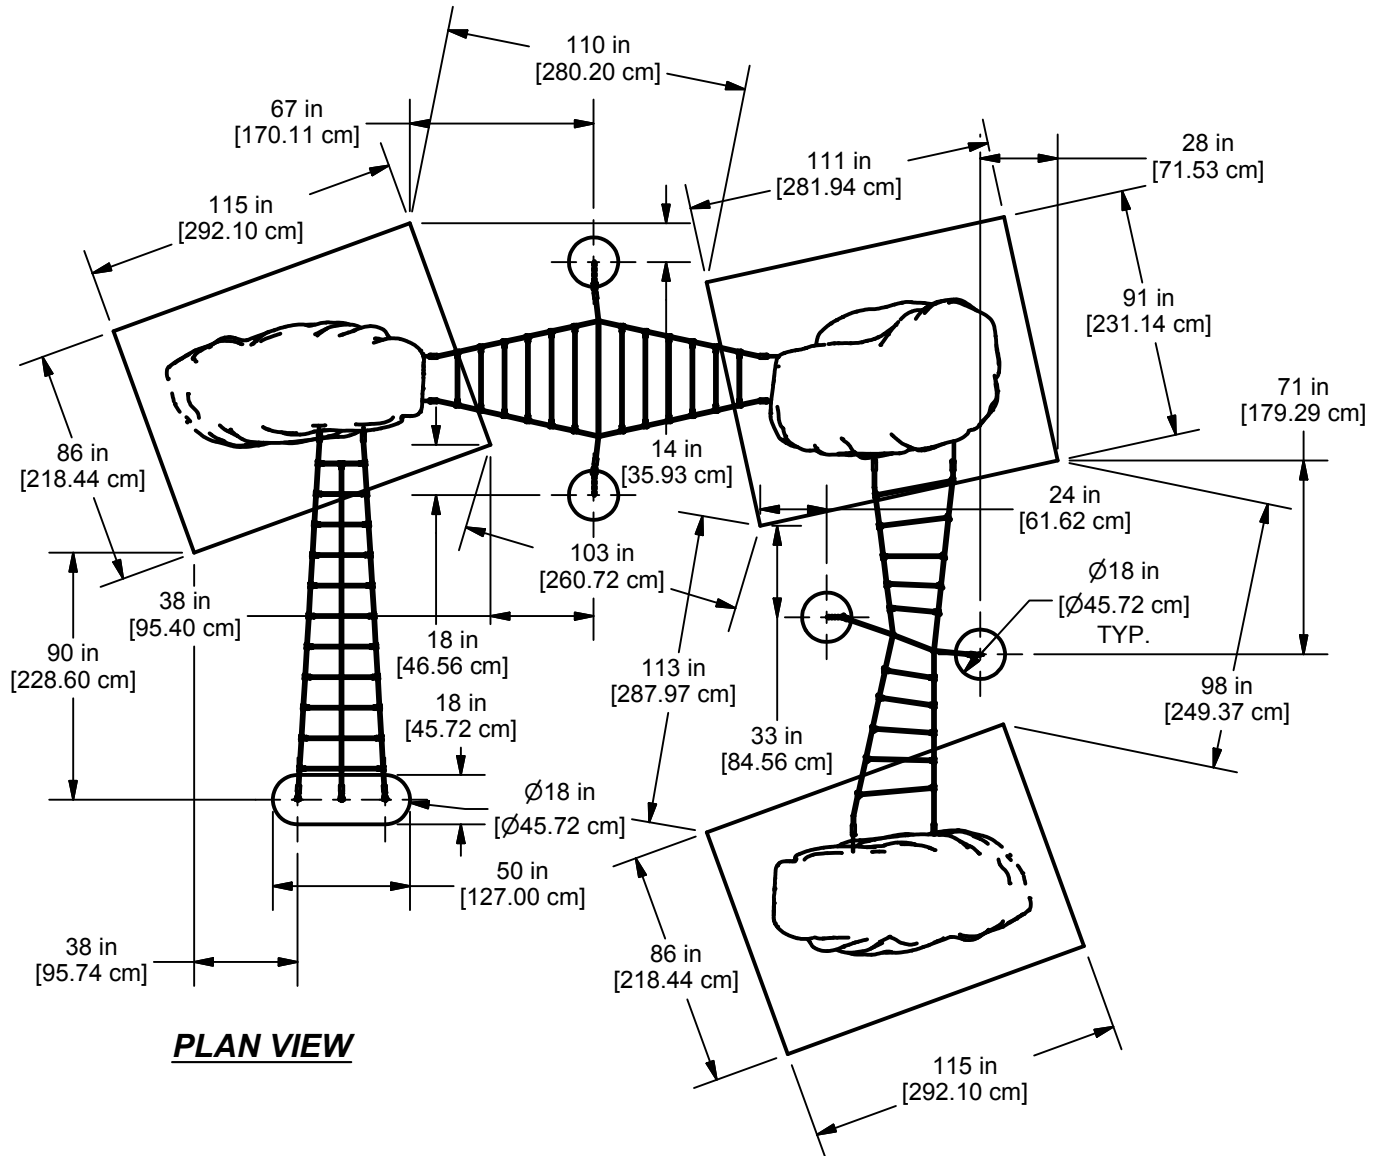 110 in
[280.20 cm]
67 in
[170.11 cm]
28 in
[71.53 cm]
111 in
[281.94 cm]
115 in
[292.10 cm]
91 in
[231.14 cm]
71 in
[179.29 cm]
86 in
[218.44 cm]
14 in
[35.93 cm]
24 in
[61.62 cm]
103 in
[260.72 cm]
Ø18 in
[Ø45.72 cm]
TYP.
38 in
[95.40 cm]
18 in
[46.56 cm]
90 in
[228.60 cm]
113 in
[287.97 cm]
98 in
[249.37 cm]
18 in
[45.72 cm]
33 in
[84.56 cm]
Ø18 in
[Ø45.72 cm]
50 in
[127.00 cm]
38 in
[95.74 cm]
86 in
[218.44 cm]
PLAN VIEW
115 in
[292.10 cm]